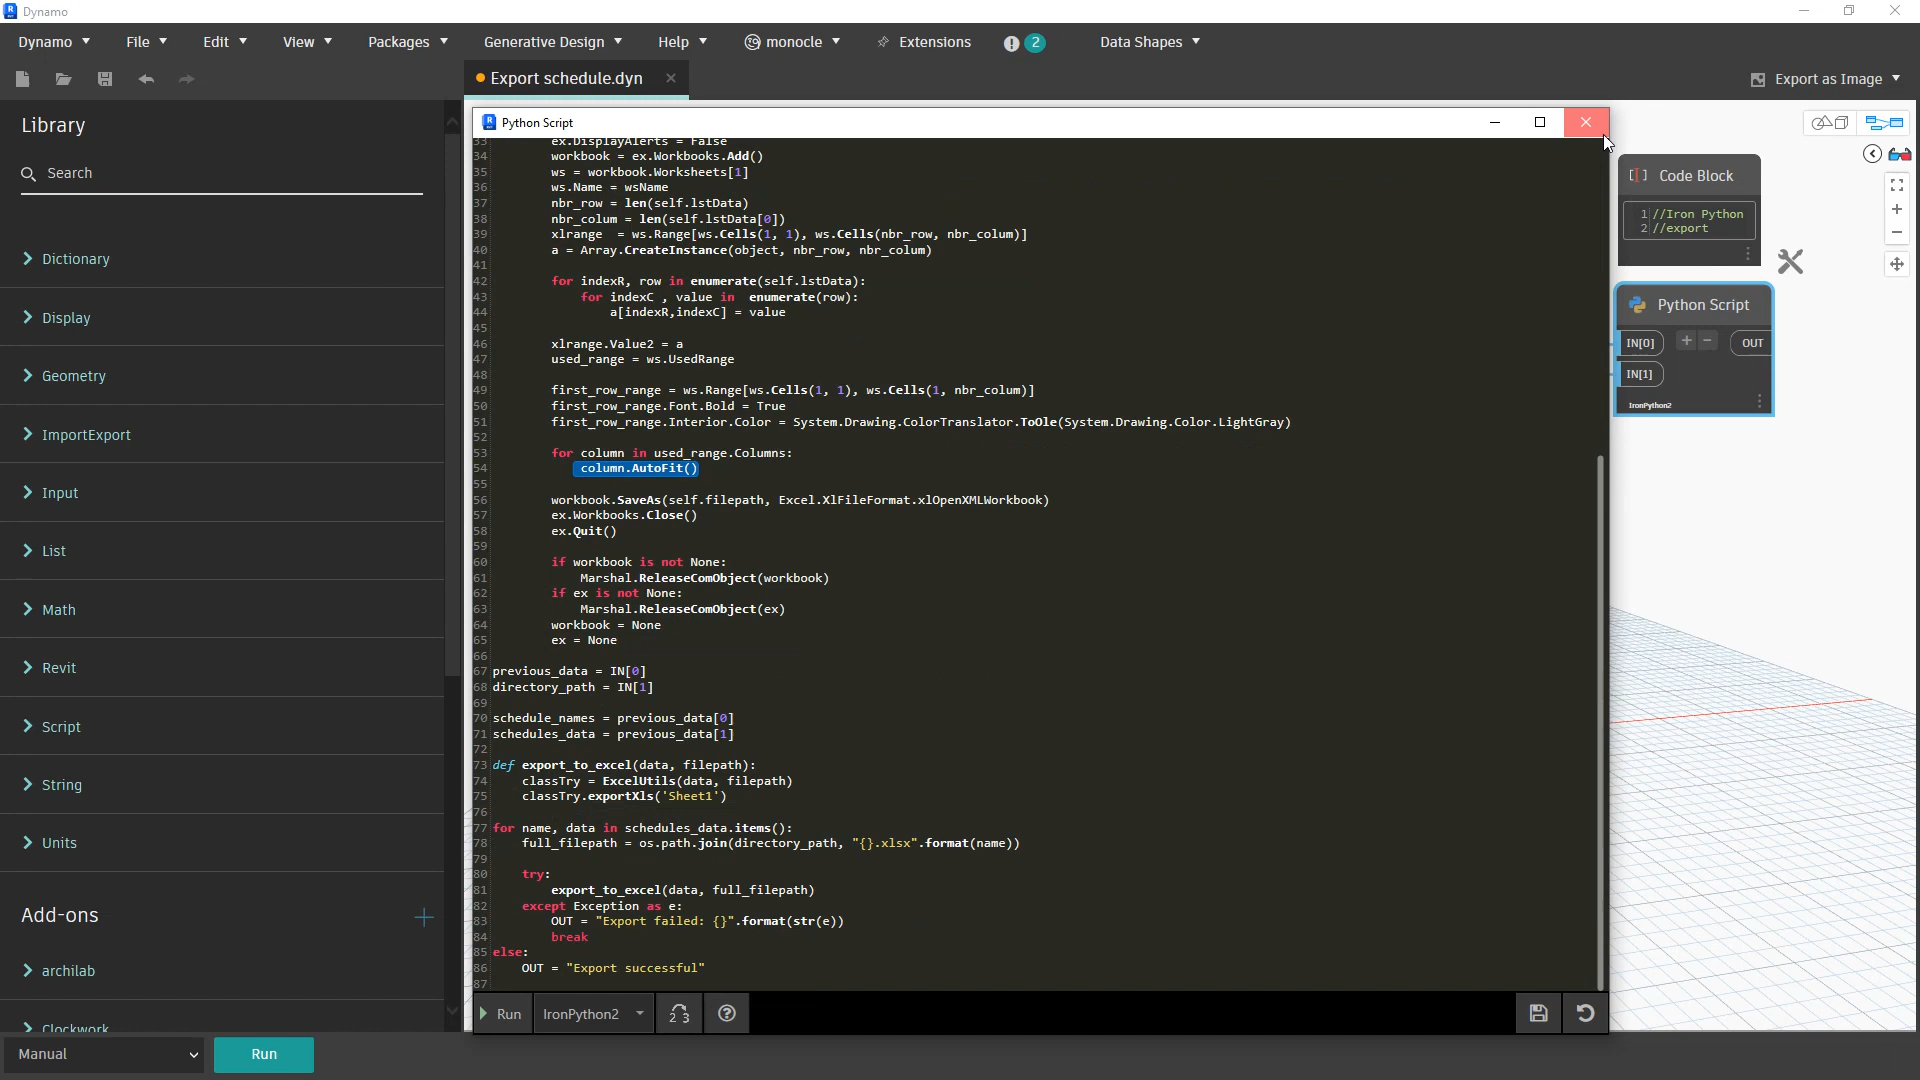 Dynamo
Dynamo File Edit View Packages Generative Design Help monocle Extensions 2 Data Shapes
Export schedule.dyn
Export as Image
Library
Search
Dictionary
Display
Geometry
ImportExport
Input
List
Math
Revit
Script
String
Units
Add-ons
archilab
Clockwork
Manual
Run
Python Script
33 ex.DisplayAlerts = False
34 workbook = ex.Workbooks.Add()
35 ws = workbook.Worksheets[1]
36 ws.Name = wsName
37 nbr_row = len(self.lstData)
38 nbr_colum = len(self.lstData[0])
39 xlrange  = ws.Range[ws.Cells(1, 1), ws.Cells(nbr_row, nbr_colum)]
40 a = Array.CreateInstance(object, nbr_row, nbr_colum)
41
42 for indexR, row in enumerate(self.lstData):
43 for indexC , value in  enumerate(row):
44 a[indexR,indexC] = value
45
46 xlrange.Value2 = a
47 used_range = ws.UsedRange
48
49 first_row_range = ws.Range[ws.Cells(1, 1), ws.Cells(1, nbr_colum)]
50 first_row_range.Font.Bold = True
51 first_row_range.Interior.Color = System.Drawing.ColorTranslator.ToOle(System.Drawing.Color.LightGray)
52
53 for column in used_range.Columns:
54 column.AutoFit()
55
56 workbook.SaveAs(self.filepath, Excel.XlFileFormat.xlOpenXMLWorkbook)
57 ex.Workbooks.Close()
58 ex.Quit()
59
60 if workbook is not None:
61 Marshal.ReleaseComObject(workbook)
62 if ex is not None:
63 Marshal.ReleaseComObject(ex)
64 workbook = None
65 ex = None
66
67 previous_data = IN[0]
68 directory_path = IN[1]
69
70 schedule_names = previous_data[0]
71 schedules_data = previous_data[1]
72
73 def export_to_excel(data, filepath):
74 classTry = ExcelUtils(data, filepath)
75 classTry.exportXls('Sheet1')
76
77 for name, data in schedules_data.items():
78 full_filepath = os.path.join(directory_path, "{}.xlsx".format(name))
79
80 try:
81 export_to_excel(data, full_filepath)
82 except Exception as e:
83 OUT = "Export failed: {}".format(str(e))
84 break
85 else:
86 OUT = "Export successful"
87
Run IronPython2
Code Block
1 //Iron Python
2 //export
Python Script
IN[0] + - OUT
IN[1]
IronPython2